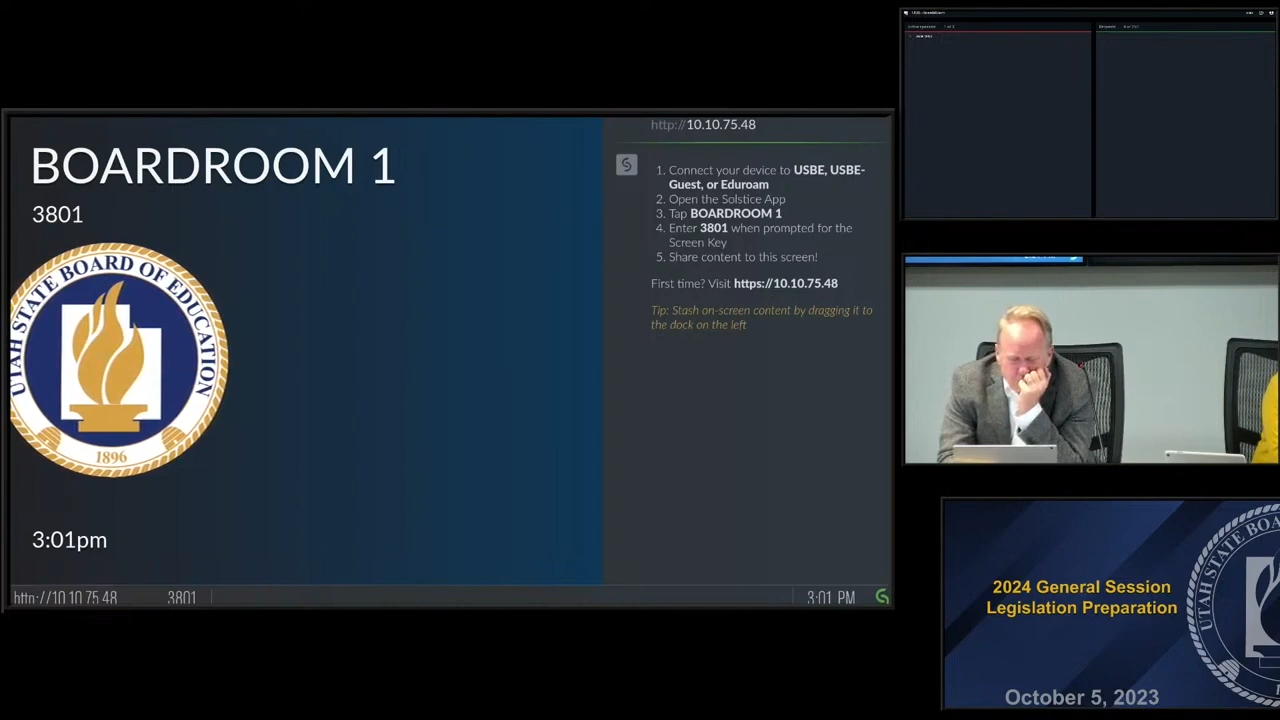 BOARDROOM 1
3801
UTAH STATE BOARD OF EDUCATION
1896
3:01pm
http://10.10.75.48
3801
3:01 PM
http://10.10.75.48
1. Connect your device to USBE, USBE-
Guest, or Eduroam
2. Open the Solstice App
3. Tap BOARDROOM 1
4. Enter 3801 when prompted for the
Screen Key
5. Share content to this screen!
First time? Visit https://10.10.75.48
Tip: Stash on-screen content by dragging it to
the dock on the left
2024 General Session
Legislation Preparation
October 5, 2023
UTAH STATE BOA